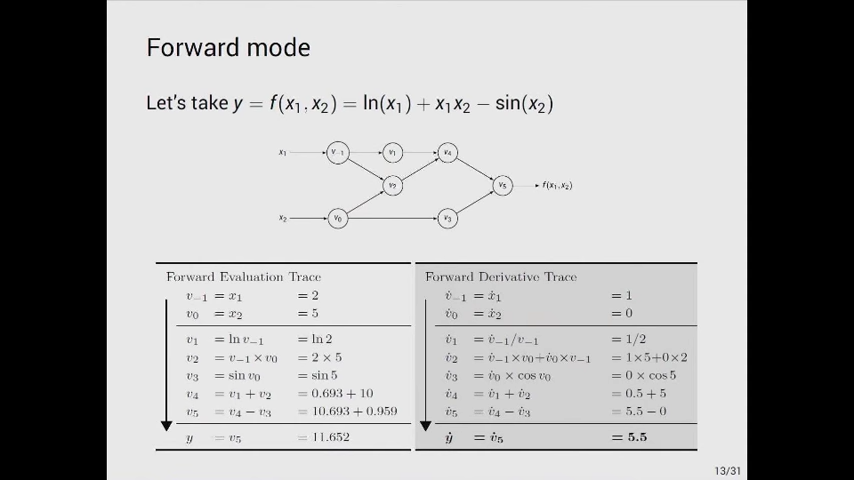 Forward mode
Let's take y = f(x₁, x₂) = ln(x₁) + x₁x₂ − sin(x₂)
x₁ v₋₁ v₁ v₄
v₂ v₅ f(x₁, x₂)
x₂ v₀ v₃
Forward Evaluation Trace
v₋₁ = x₁ = 2
v₀ = x₂ = 5
v₁ = ln v₋₁ = ln 2
v₂ = v₋₁ × v₀ = 2 × 5
v₃ = sin v₀ = sin 5
v₄ = v₁ + v₂ = 0.693 + 10
v₅ = v₄ − v₃ = 10.693 + 0.959
y = v₅ = 11.652
Forward Derivative Trace
v̇₋₁ = ẋ₁ = 1
v̇₀ = ẋ₂ = 0
v̇₁ = v̇₋₁/v₋₁ = 1/2
v̇₂ = v̇₋₁×v₀+v̇₀×v₋₁ = 1×5+0×2
v̇₃ = v̇₀ × cos v₀ = 0 × cos 5
v̇₄ = v̇₁ + v̇₂ = 0.5 + 5
v̇₅ = v̇₄ − v̇₃ = 5.5 − 0
ẏ = v̇₅ = 5.5
13/31